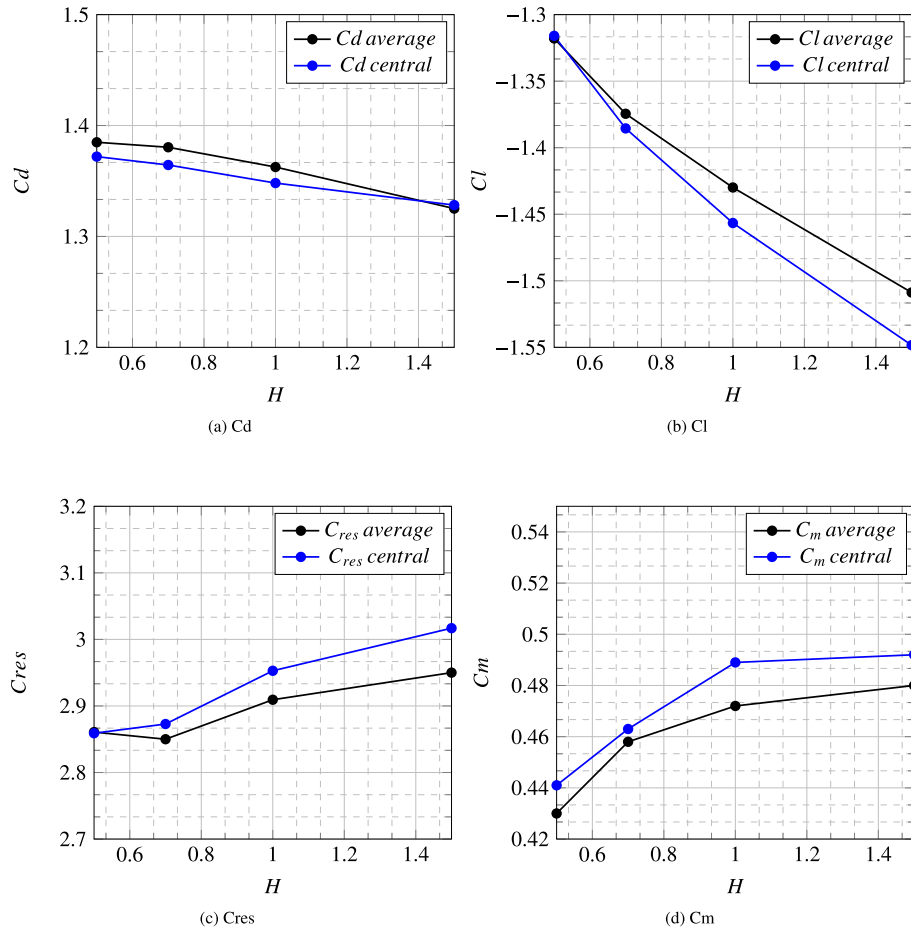 1.5
1.4
1.3
1.2
Cd
Cd average
Cd central
0.6 0.8 1 1.2 1.4
H
(a) Cd
−1.3
−1.35
−1.4
−1.45
−1.5
−1.55
Cl
Cl average
Cl central
0.6 0.8 1 1.2 1.4
H
(b) Cl
3.2
3.1
3
2.9
2.8
2.7
Cres
C_res average
C_res central
0.6 0.8 1 1.2 1.4
H
(c) Cres
0.54
0.52
0.5
0.48
0.46
0.44
0.42
Cm
C_m average
C_m central
0.6 0.8 1 1.2 1.4
H
(d) Cm